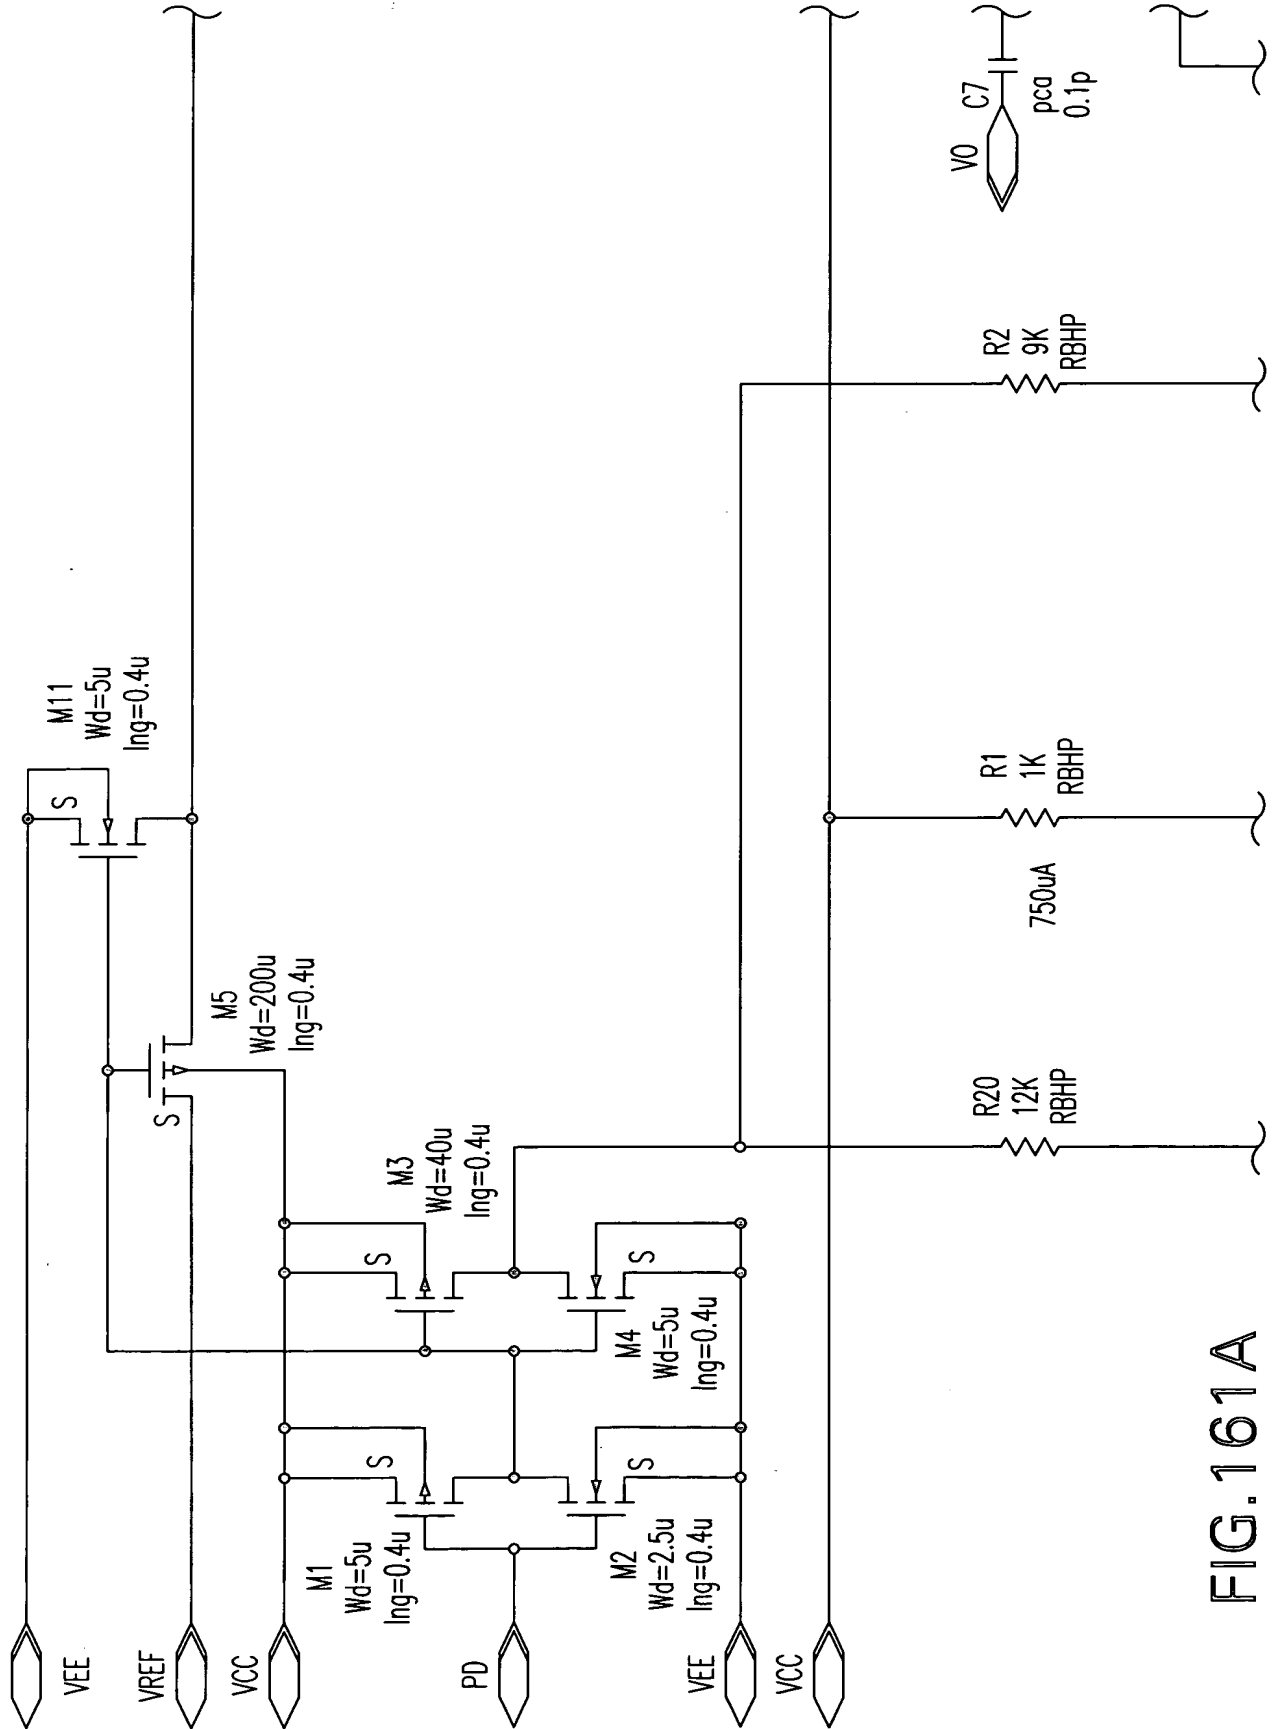 VEE
VREF
VCC
PD
VEE
VCC
M1
Wd=5u
lng=0.4u
M2
Wd=2.5u
lng=0.4u
S
S
M3
Wd=40u
lng=0.4u
M4
Wd=5u
lng=0.4u
S
S
M5
Wd=200u
lng=0.4u
S
M11
Wd=5u
lng=0.4u
S
R20
12K
RBHP
750uA
R1
1K
RBHP
R2
9K
RBHP
VO
C7
pca
0.1p
FIG.161A